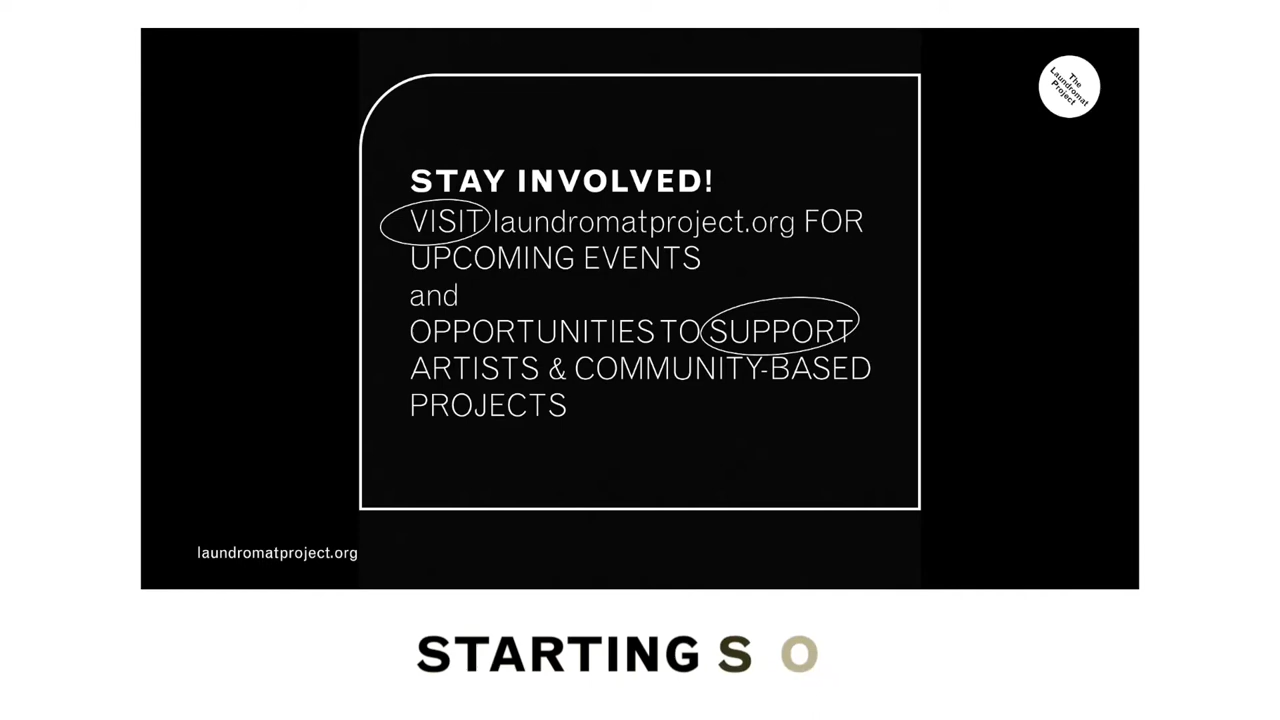 The
Laundromat
Project
STAY INVOLVED!
VISIT laundromatproject.org FOR
UPCOMING EVENTS
and
OPPORTUNITIES TO SUPPORT
ARTISTS & COMMUNITY-BASED
PROJECTS
laundromatproject.org
STARTING S O